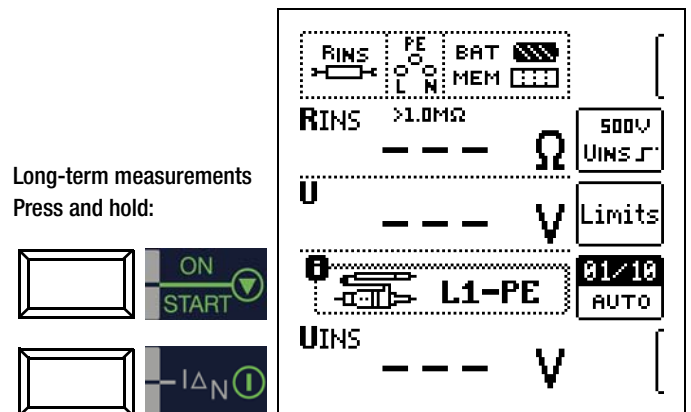 Long-term measurements
Press and hold:
ON
START
I∆N
RINS
PE
L N
BAT
MEM
RINS >1.0MΩ
--- Ω
500V
UINS
U
--- V
Limits
L1-PE
01/10
AUTO
UINS
--- V